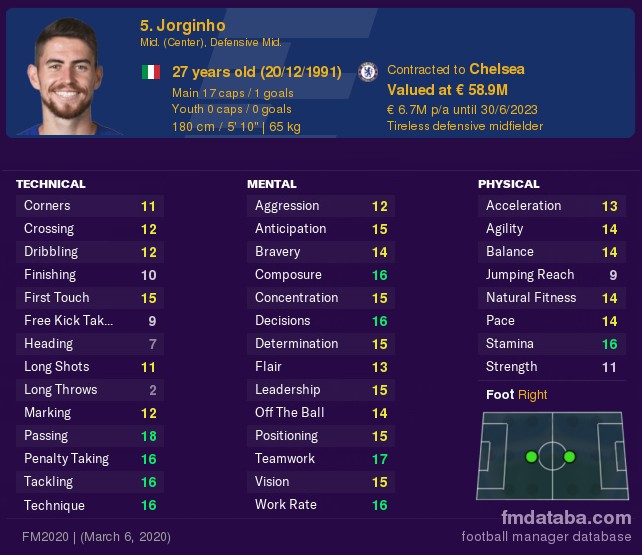 5. Jorginho
Mid. (Center), Defensive Mid.
27 years old (20/12/1991)
Main 17 caps / 1 goals
Youth 0 caps / 0 goals
180 cm / 5' 10" | 65 kg
Contracted to Chelsea
Valued at € 58.9M
€ 6.7M p/a until 30/6/2023
Tireless defensive midfielder
TECHNICAL
Corners 11
Crossing 12
Dribbling 12
Finishing 10
First Touch 15
Free Kick Tak... 9
Heading 7
Long Shots 11
Long Throws 2
Marking 12
Passing 18
Penalty Taking 16
Tackling 16
Technique 16
MENTAL
Aggression 12
Anticipation 15
Bravery 14
Composure 16
Concentration 15
Decisions 16
Determination 15
Flair 13
Leadership 15
Off The Ball 14
Positioning 15
Teamwork 17
Vision 15
Work Rate 16
PHYSICAL
Acceleration 13
Agility 14
Balance 14
Jumping Reach 9
Natural Fitness 14
Pace 14
Stamina 16
Strength 11
Foot Right
FM2020 | (March 6, 2020)
fmdataba.com
football manager database